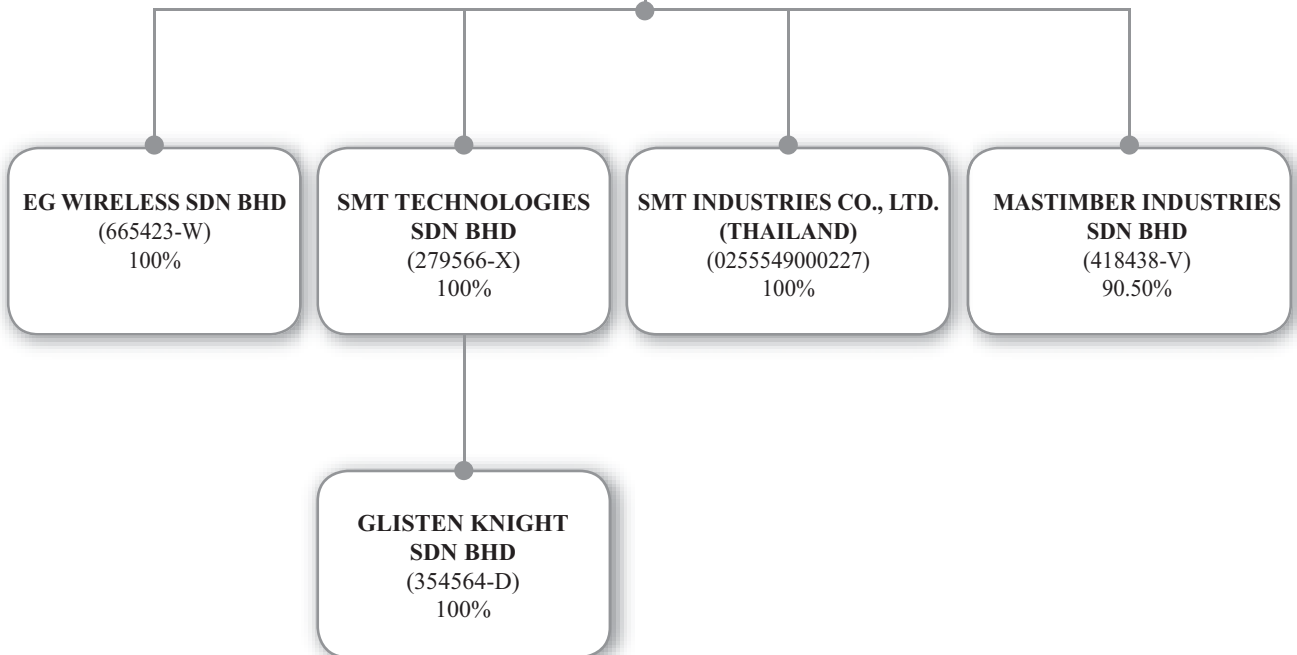 EG WIRELESS SDN BHD
(665423-W)
100%
SMT TECHNOLOGIES
SDN BHD
(279566-X)
100%
SMT INDUSTRIES CO., LTD.
(THAILAND)
(0255549000227)
100%
MASTIMBER INDUSTRIES
SDN BHD
(418438-V)
90.50%
GLISTEN KNIGHT
SDN BHD
(354564-D)
100%